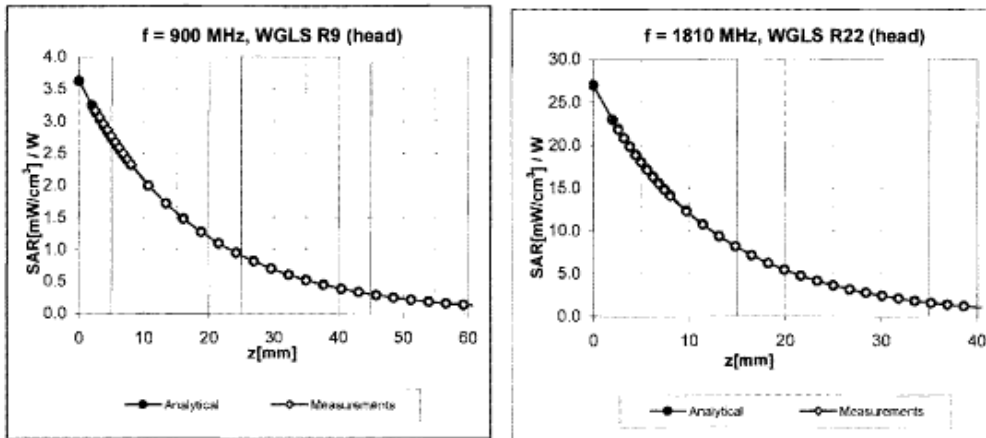 f = 900 MHz, WGLS R9 (head)
SAR[mW/cm³] / W
4.0
3.5
3.0
2.5
2.0
1.5
1.0
0.5
0.0
0 10 20 30 40 50 60
z[mm]
Analytical Measurements
f = 1810 MHz, WGLS R22 (head)
SAR[mW/cm³] / W
30.0
25.0
20.0
15.0
10.0
5.0
0.0
0 10 20 30 40
z[mm]
Analytical Measurements